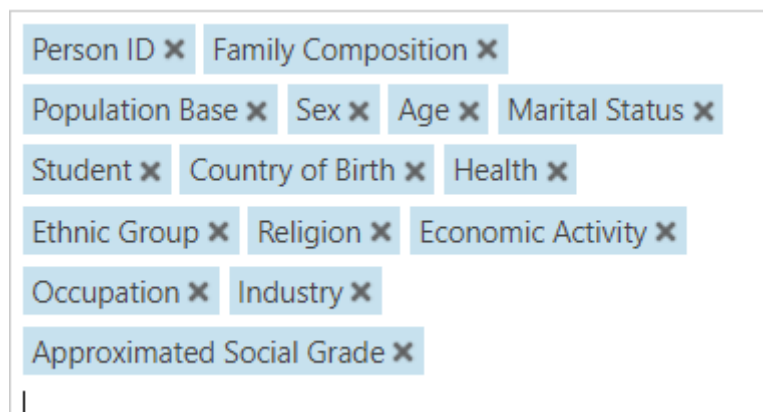 Person ID × Family Composition ×
Population Base × Sex × Age × Marital Status ×
Student × Country of Birth × Health ×
Ethnic Group × Religion × Economic Activity ×
Occupation × Industry ×
Approximated Social Grade ×